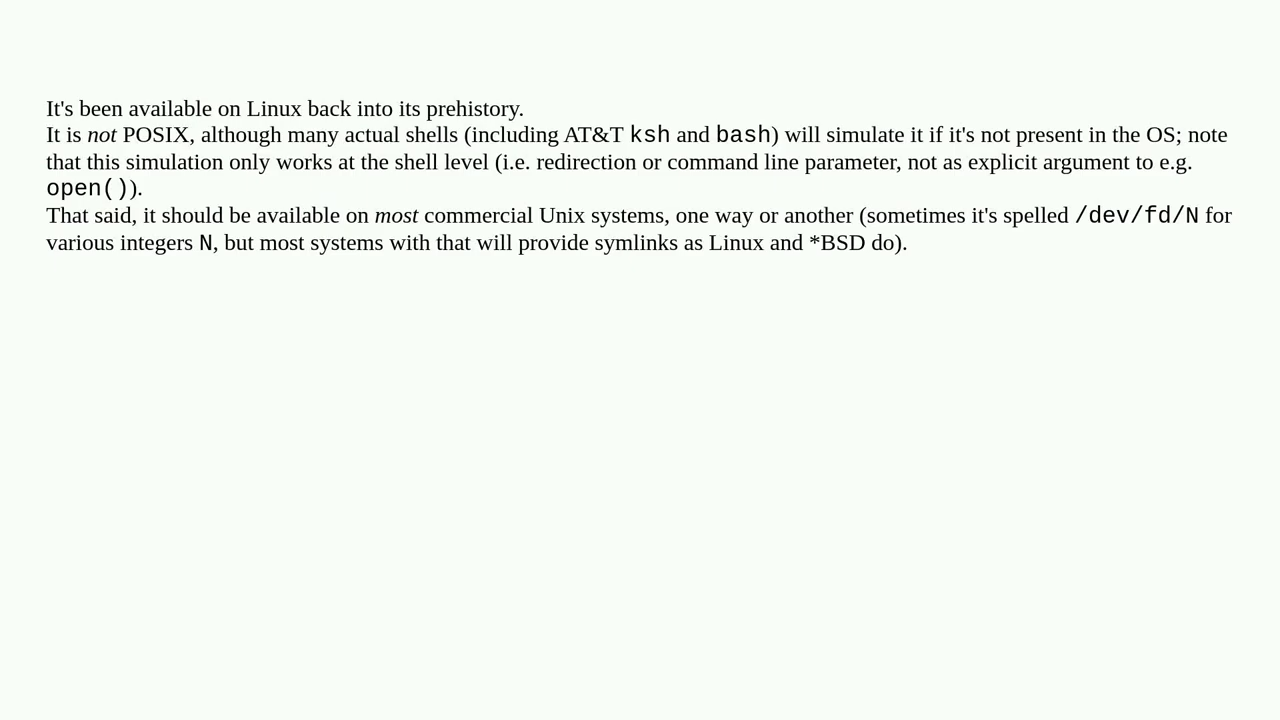 It's been available on Linux back into its prehistory.
It is not POSIX, although many actual shells (including AT&T ksh and bash) will simulate it if it's not present in the OS; note
that this simulation only works at the shell level (i.e. redirection or command line parameter, not as explicit argument to e.g.
open()).
That said, it should be available on most commercial Unix systems, one way or another (sometimes it's spelled /dev/fd/N for
various integers N, but most systems with that will provide symlinks as Linux and *BSD do).